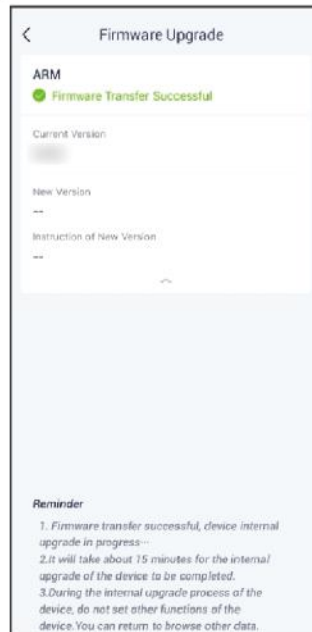 Firmware Upgrade
ARM
Firmware Transfer Successful
Current Version
New Version
--
Instruction of New Version
--
Reminder
1. Firmware transfer successful, device internal
upgrade in progress···
2.It will take about 15 minutes for the internal
upgrade of the device to be completed.
3.During the internal upgrade process of the
device, do not set other functions of the
device.You can return to browse other data.